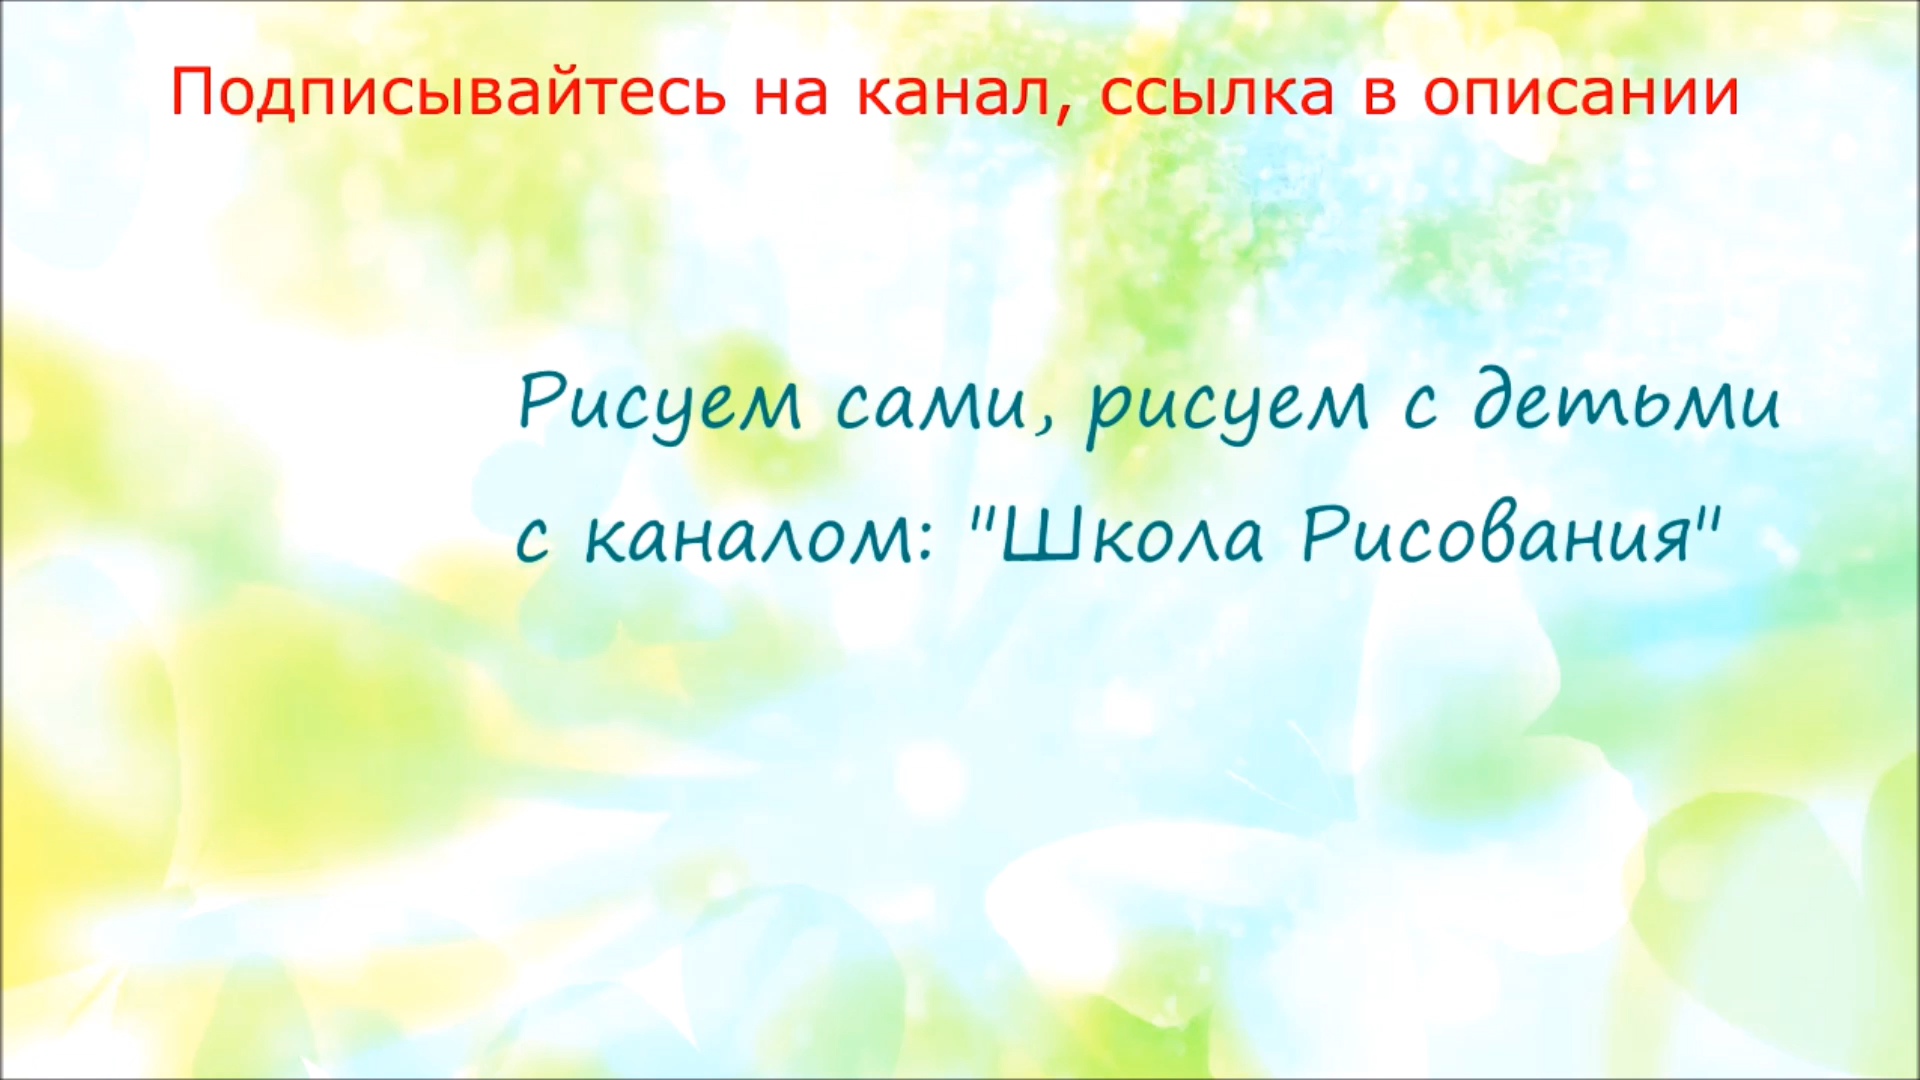 Подписывайтесь на канал, ссылка в описании
Рисуем сами, рисуем с детьми
с каналом: "Школа Рисования"